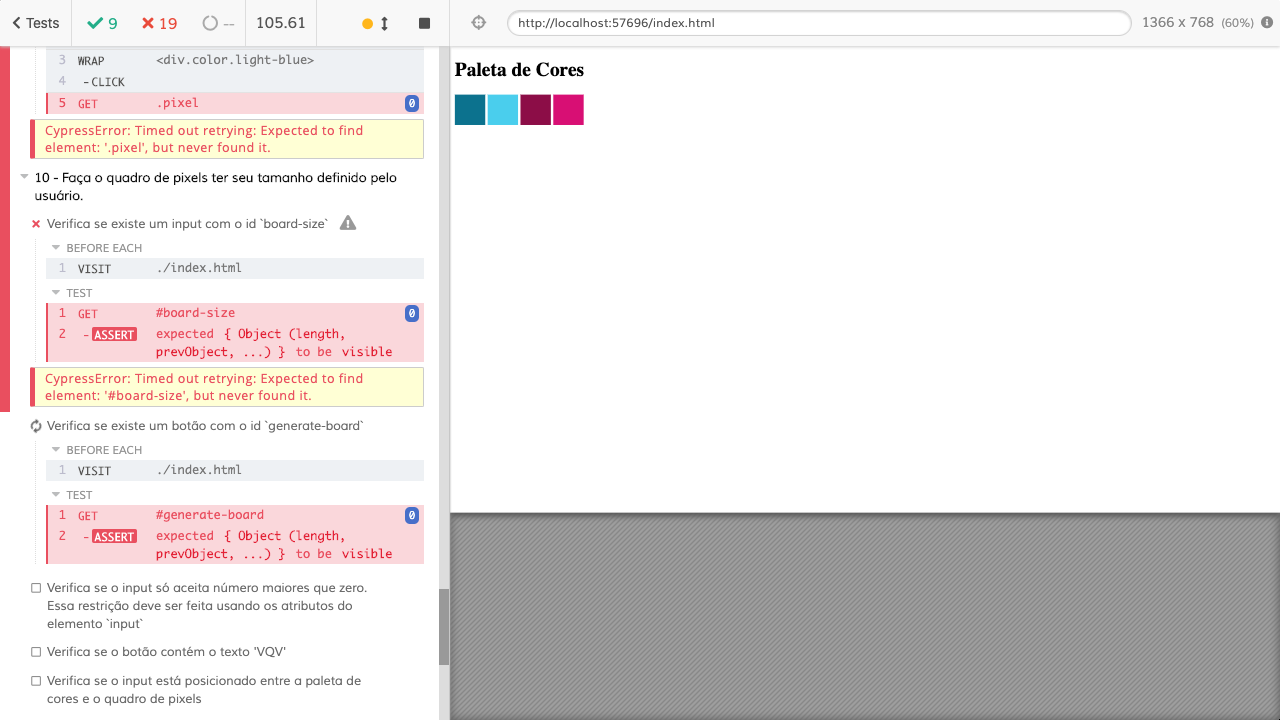 Tests 9 19 -- 105.61 http://localhost:57696/index.html 1366 x 768 (60%)
3 WRAP <div.color.light-blue>
4 -CLICK
5 GET .pixel 0
CypressError: Timed out retrying: Expected to find
element: '.pixel', but never found it.
10 - Faça o quadro de pixels ter seu tamanho definido pelo
usuário.
Verifica se existe um input com o id `board-size`
BEFORE EACH
1 VISIT ./index.html
TEST
1 GET #board-size 0
2 -ASSERT expected { Object (length,
prevObject, ...) } to be visible
CypressError: Timed out retrying: Expected to find
element: '#board-size', but never found it.
Verifica se existe um botão com o id `generate-board`
BEFORE EACH
1 VISIT ./index.html
TEST
1 GET #generate-board 0
2 -ASSERT expected { Object (length,
prevObject, ...) } to be visible
Verifica se o input só aceita número maiores que zero.
Essa restrição deve ser feita usando os atributos do
elemento `input`
Verifica se o botão contém o texto 'VQV'
Verifica se o input está posicionado entre a paleta de
cores e o quadro de pixels
Paleta de Cores